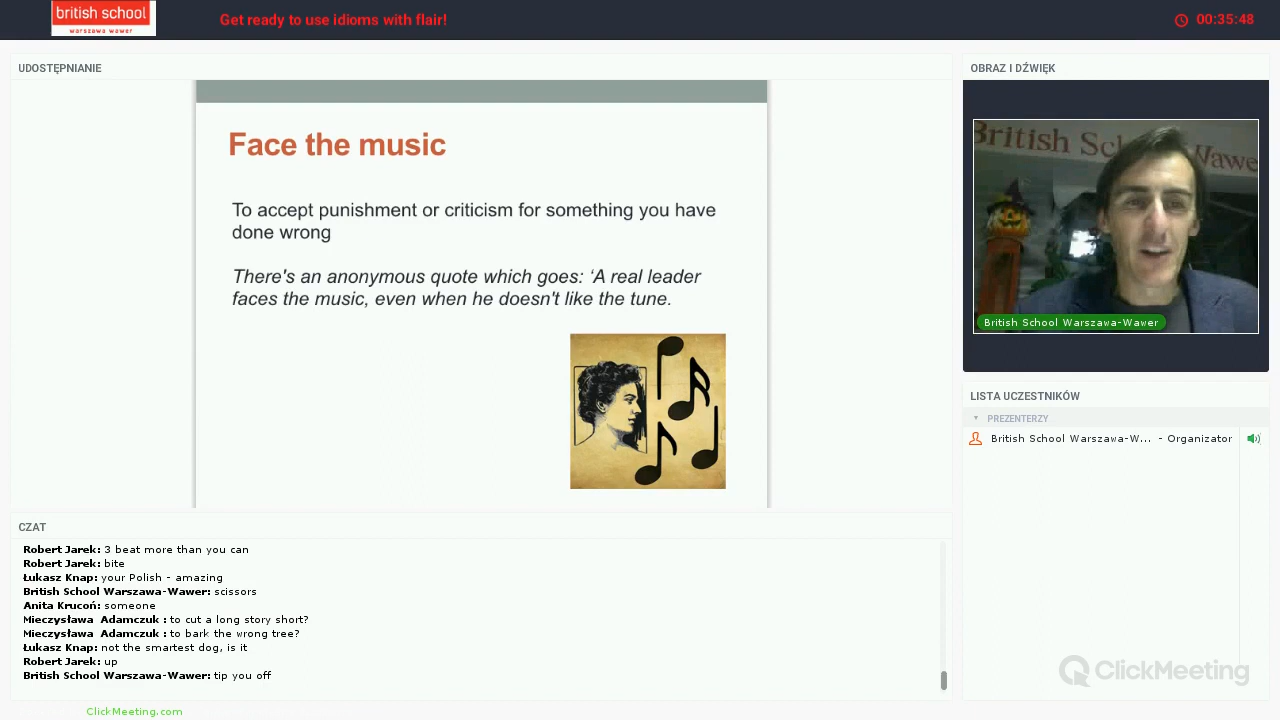 british school
warszawa wawer
Get ready to use idioms with flair!
00:35:48
UDOSTĘPNIANIE
Face the music
To accept punishment or criticism for something you have
done wrong
There's an anonymous quote which goes: ‘A real leader
faces the music, even when he doesn't like the tune.
OBRAZ I DŹWIĘK
British School Wawe
British School Warszawa-Wawer
LISTA UCZESTNIKÓW
PREZENTERZY
British School Warszawa-W... - Organizator
CZAT
Robert Jarek: 3 beat more than you can
Robert Jarek: bite
Łukasz Knap: your Polish - amazing
British School Warszawa-Wawer: scissors
Anita Krucoń: someone
Mieczysława Adamczuk : to cut a long story short?
Mieczysława Adamczuk : to bark the wrong tree?
Łukasz Knap: not the smartest dog, is it
Robert Jarek: up
British School Warszawa-Wawer: tip you off
ClickMeeting
ClickMeeting.com